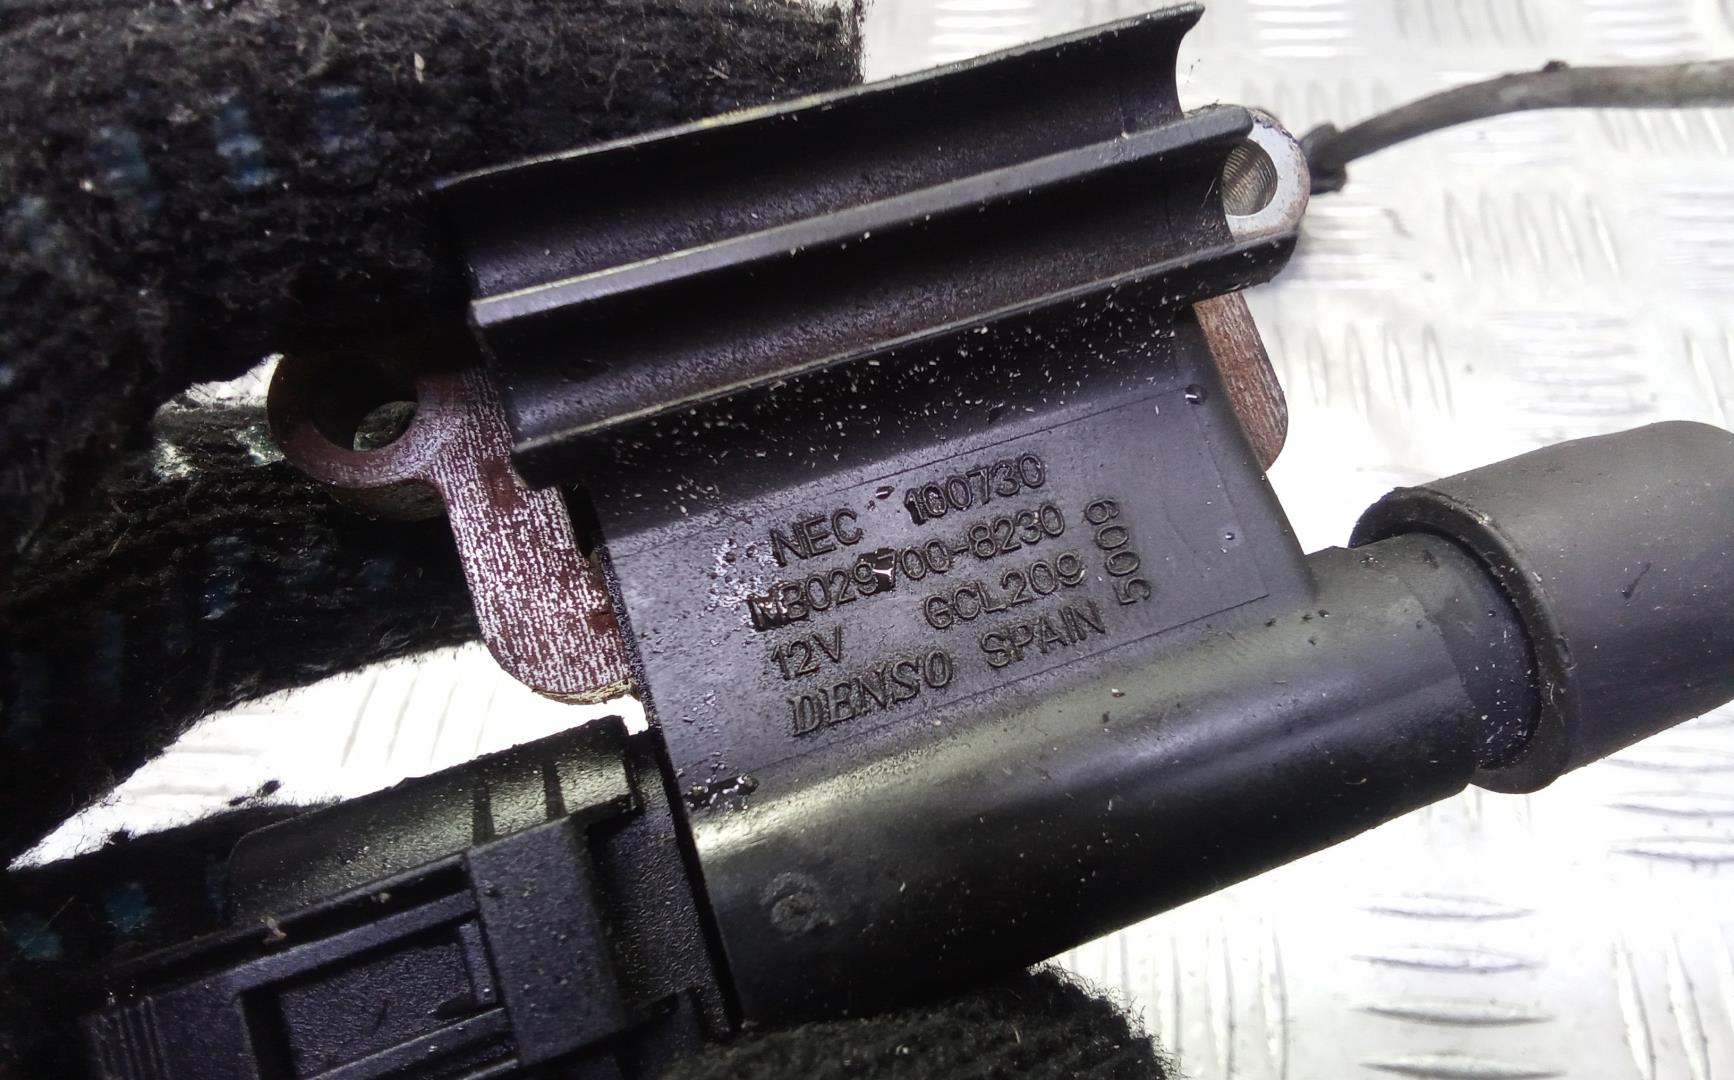 NEC 100730
MB029700-8230
12V GCL209
DENSO SPAIN
5009